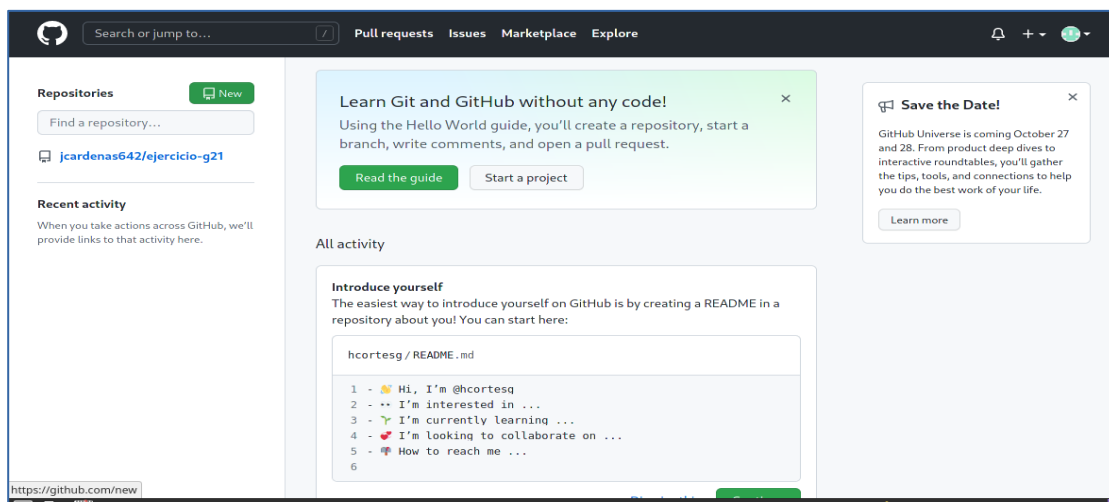 Search or jump to...
/
Pull requests Issues Marketplace Explore
Repositories
New
Find a repository...
jcardenas642/ejercicio-g21
Recent activity
When you take actions across GitHub, we'll
provide links to that activity here.
Learn Git and GitHub without any code!
Using the Hello World guide, you'll create a repository, start a
branch, write comments, and open a pull request.
Read the guide
Start a project
All activity
Introduce yourself
The easiest way to introduce yourself on GitHub is by creating a README in a
repository about you! You can start here:
hcortesg/README.md
1 - 👋 Hi, I'm @hcortesg
2 - 👀 I'm interested in ...
3 - 🌱 I'm currently learning ...
4 - 💞️ I'm looking to collaborate on ...
5 - 📫 How to reach me ...
6
Save the Date!
GitHub Universe is coming October 27
and 28. From product deep dives to
interactive roundtables, you'll gather
the tips, tools, and connections to help
you do the best work of your life.
Learn more
https://github.com/new